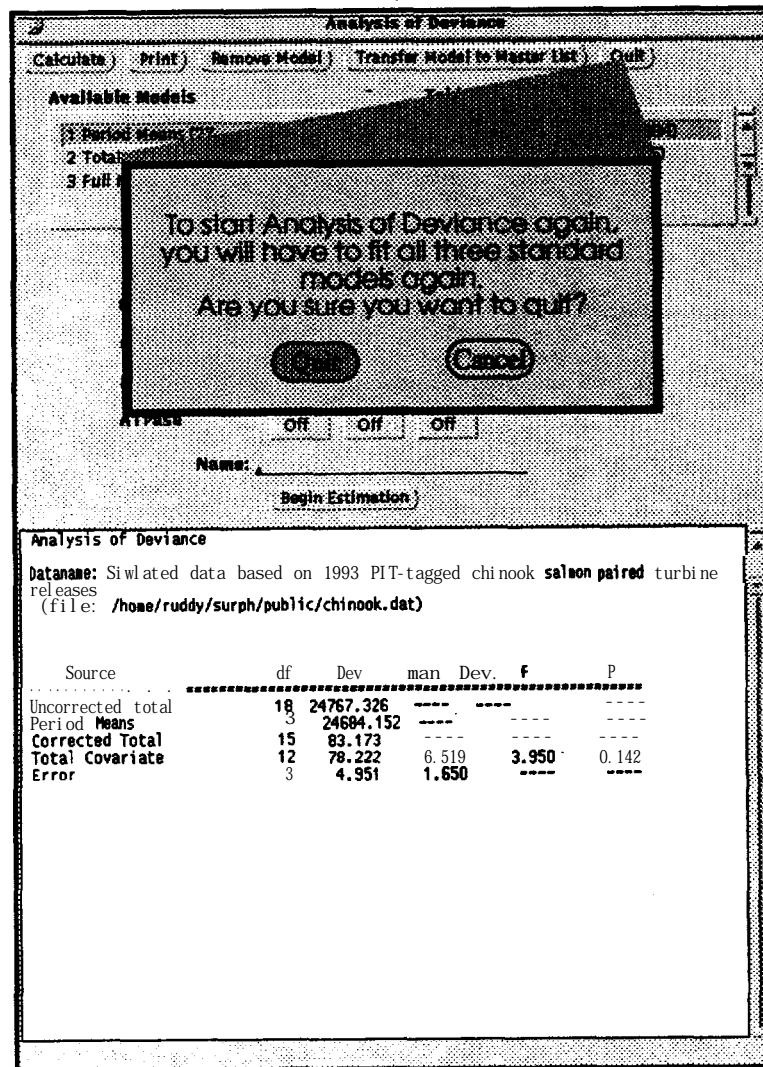 Analysis of Deviance
Calculate Print Remove Model Transfer Model to Master List Quit
Available Models
1 Period Means
2 Total
3 Full
To start Analysis of Deviance again,
you will have to fit all three standard
models again.
Are you sure you want to quit?
Quit Cancel
ATPase Off Off Off
Name:
Begin Estimation
Analysis of Deviance
Dataname: Siwlated data based on 1993 PIT-tagged chinook salmon paired turbine
releases
(file: /home/ruddy/surph/public/chinook.dat)
Source df Dev man Dev. f P
Uncorrected total 18 24767.326 ---- ---- ----
Period Means 3 24684.152 ---- ---- ----
Corrected Total 15 83.173 ---- ---- ----
Total Covariate 12 78.222 6.519 3.950 0.142
Error 3 4.951 1.650 ---- ----